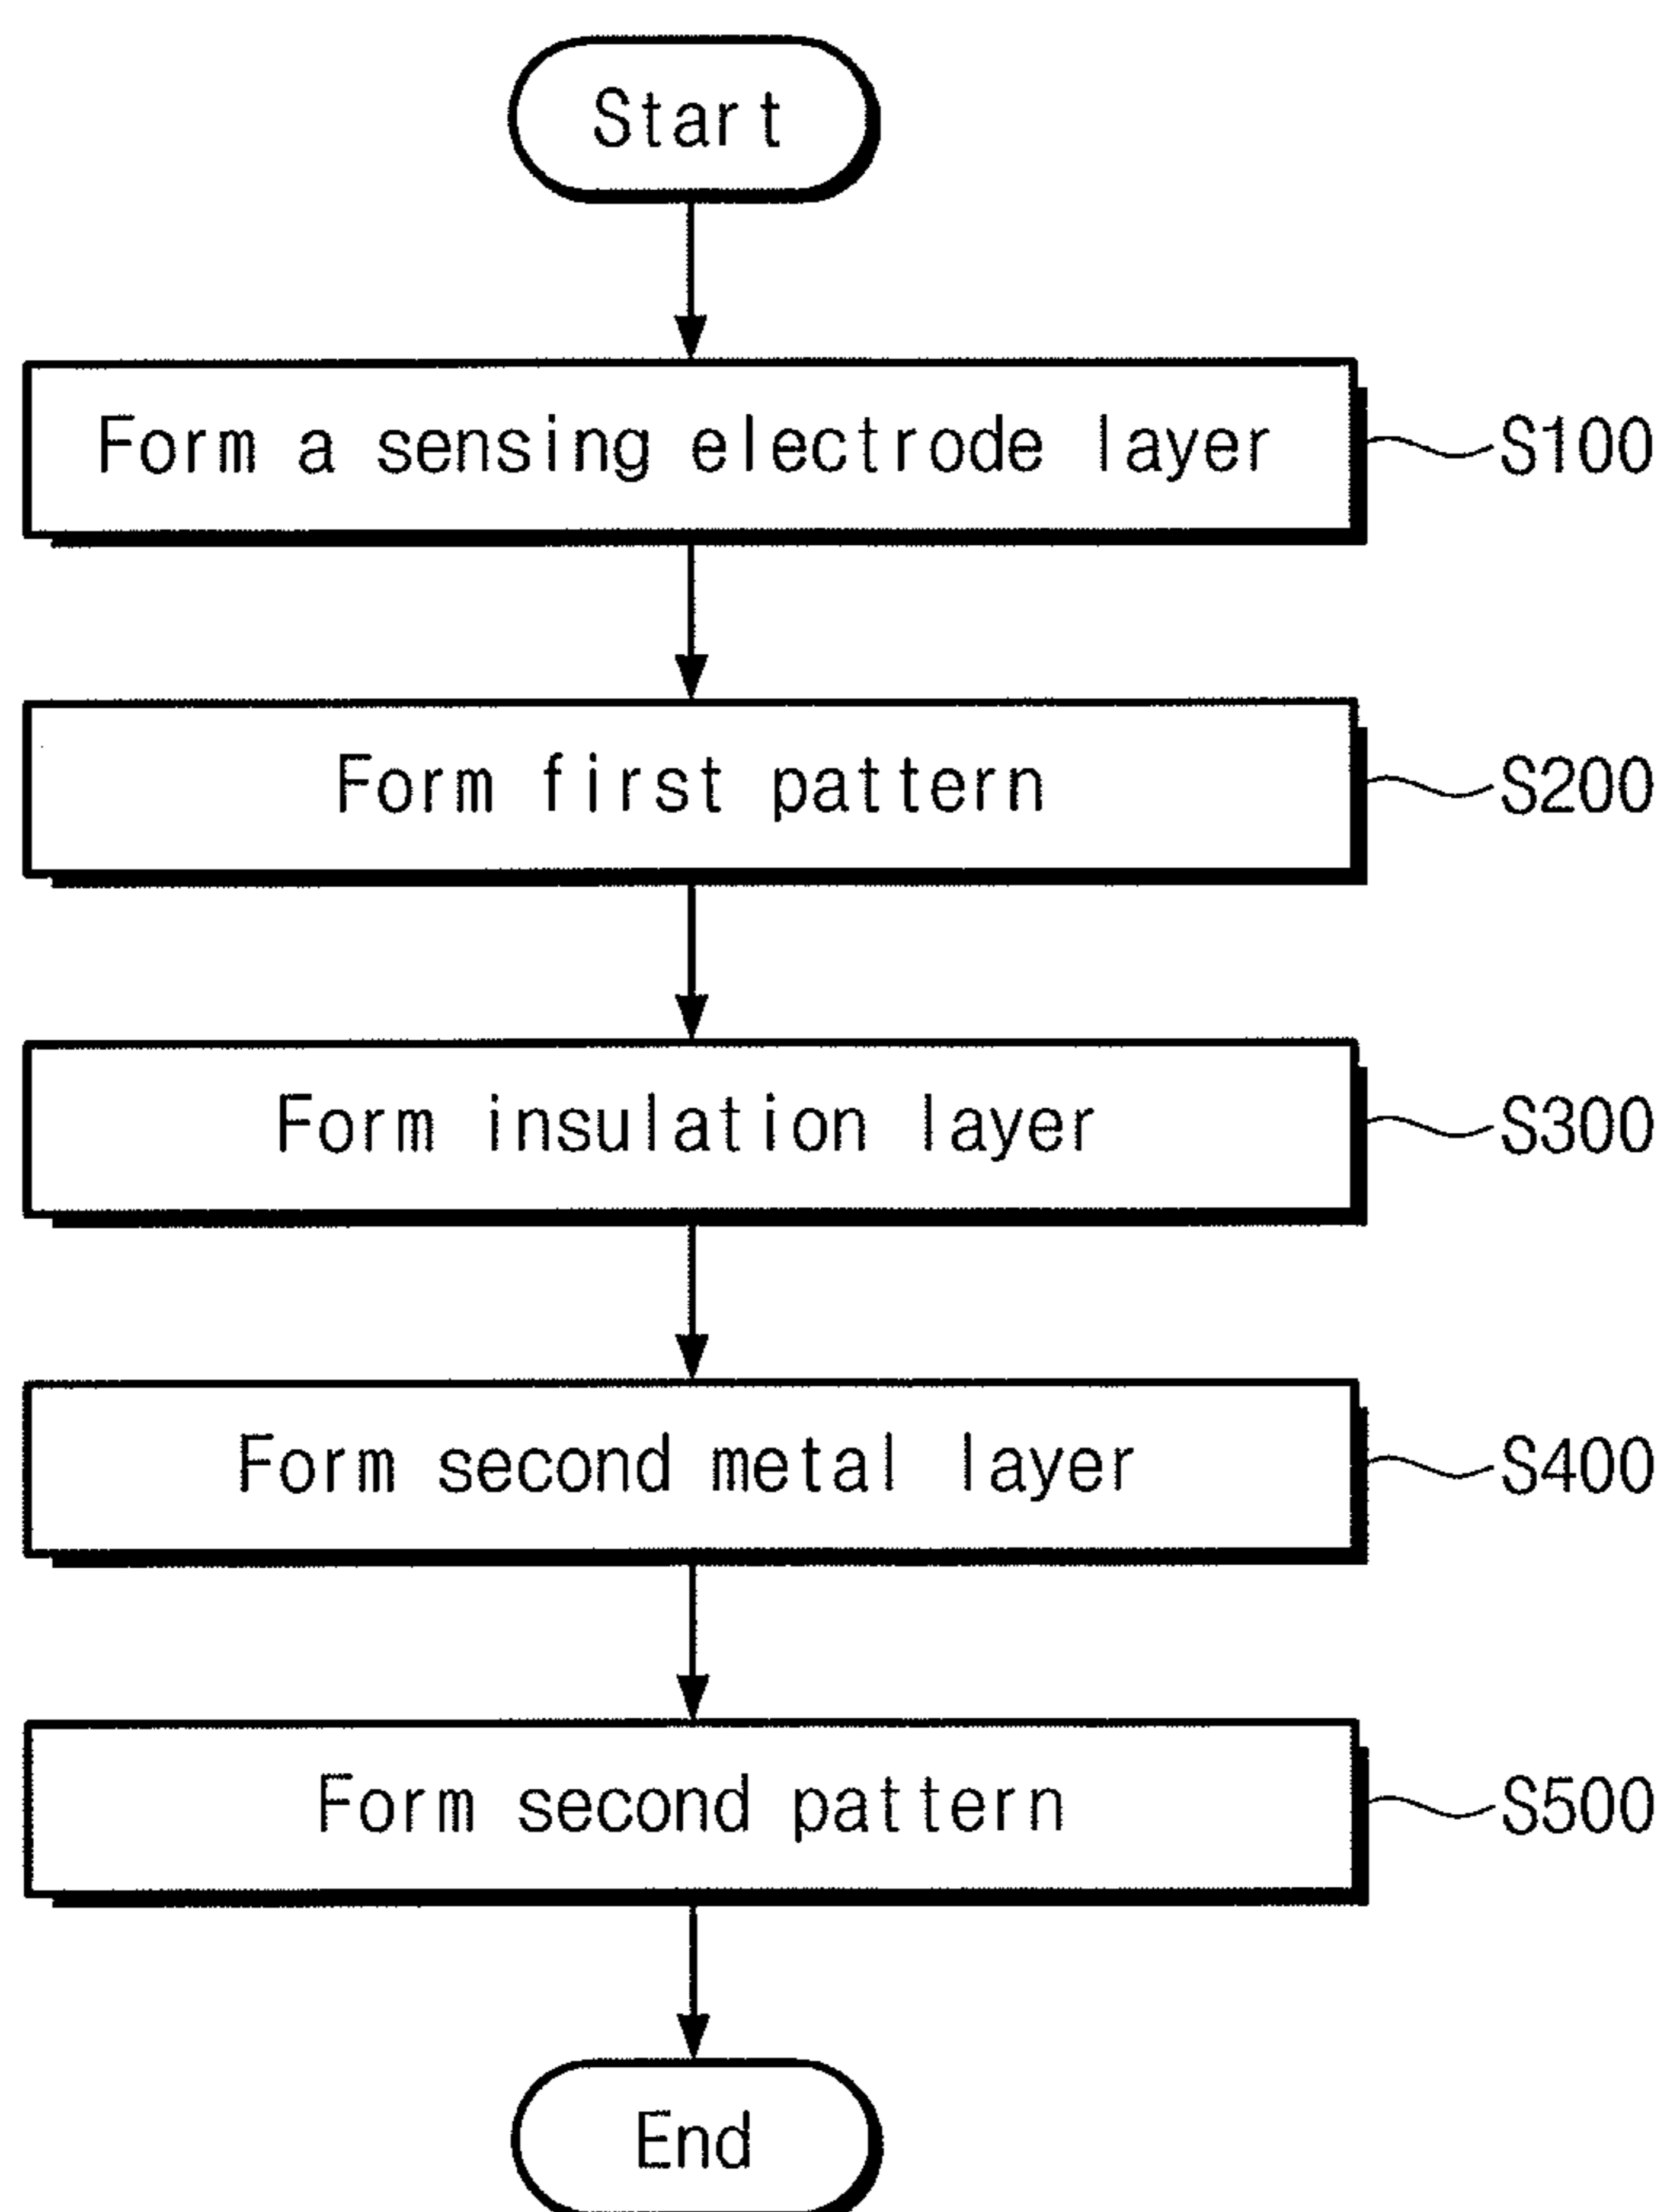 Start
Form a sensing electrode layer
S100
Form first pattern
S200
Form insulation layer
S300
Form second metal layer
S400
Form second pattern
S500
End